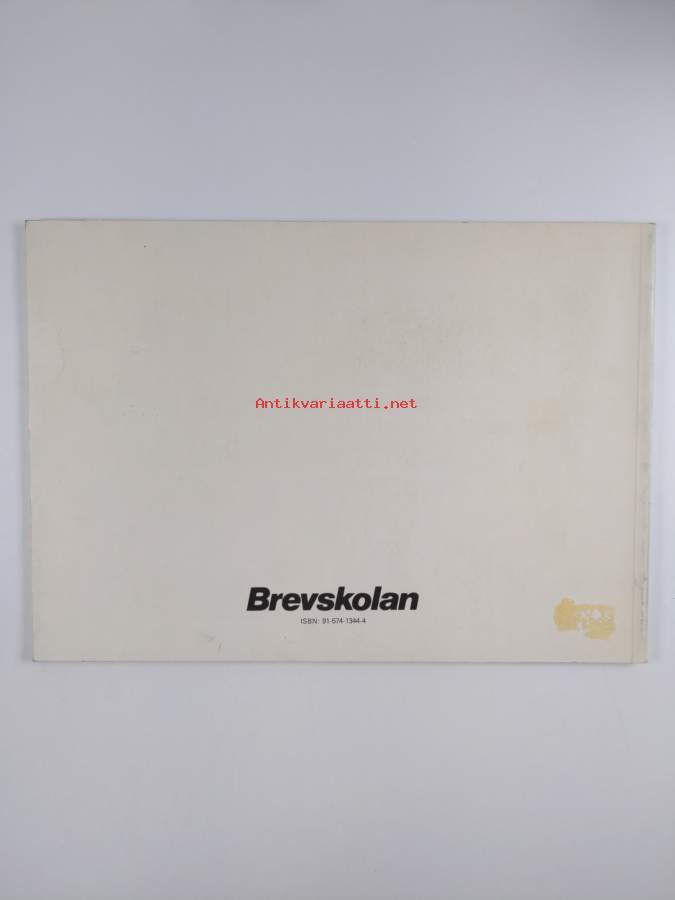 Antikvariaatti.net
Brevskolan
ISBN: 91-574-1344-4